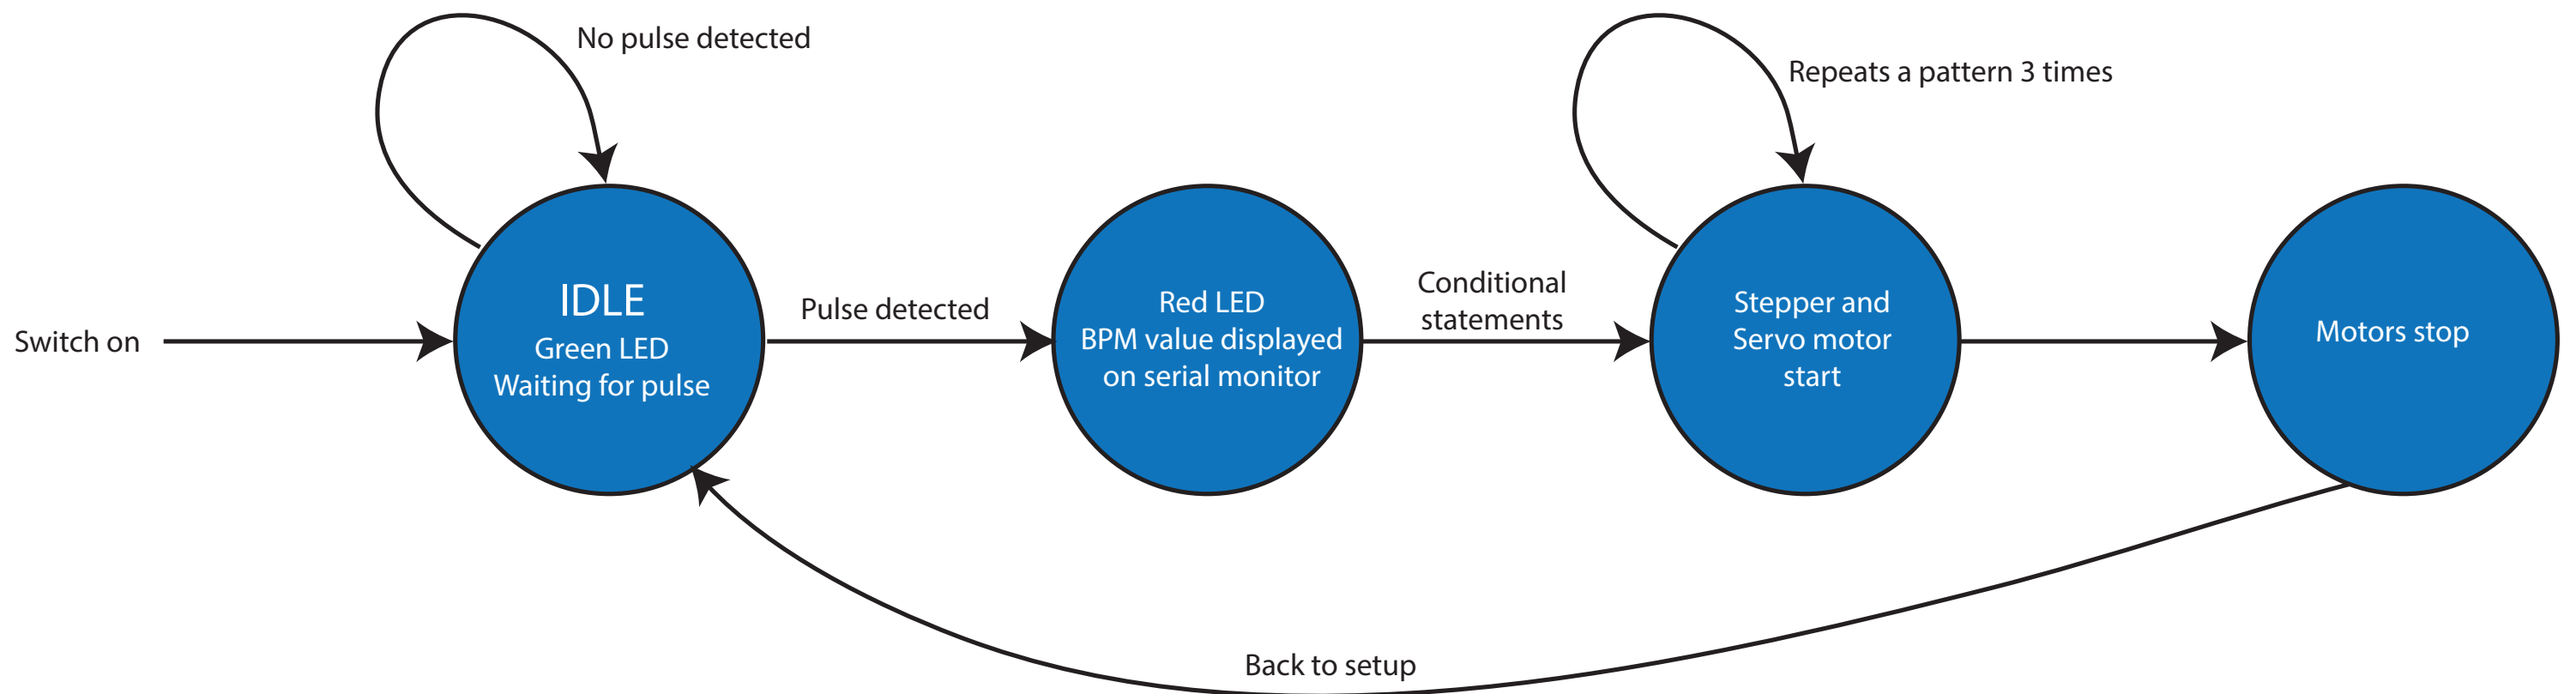 No pulse detected
Repeats a pattern 3 times
Switch on
IDLE
Green LED
Waiting for pulse
Pulse detected
Red LED
BPM value displayed
on serial monitor
Conditional
statements
Stepper and
Servo motor
start
Motors stop
Back to setup